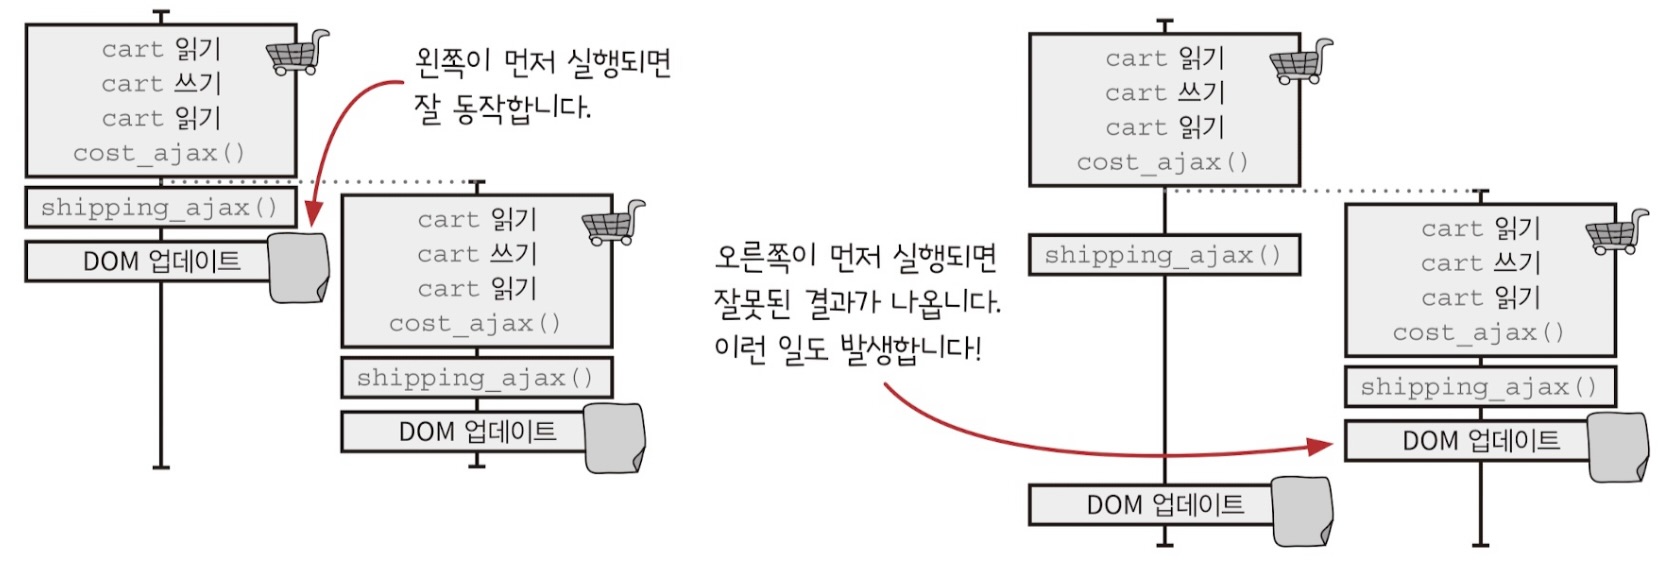 cart 읽기
cart 쓰기
cart 읽기
cost_ajax()
shipping_ajax()
DOM 업데이트
왼쪽이 먼저 실행되면
잘 동작합니다.
cart 읽기
cart 쓰기
cart 읽기
cost_ajax()
shipping_ajax()
DOM 업데이트
오른쪽이 먼저 실행되면
잘못된 결과가 나옵니다.
이런 일도 발생합니다!
cart 읽기
cart 쓰기
cart 읽기
cost_ajax()
shipping_ajax()
DOM 업데이트
cart 읽기
cart 쓰기
cart 읽기
cost_ajax()
shipping_ajax()
DOM 업데이트